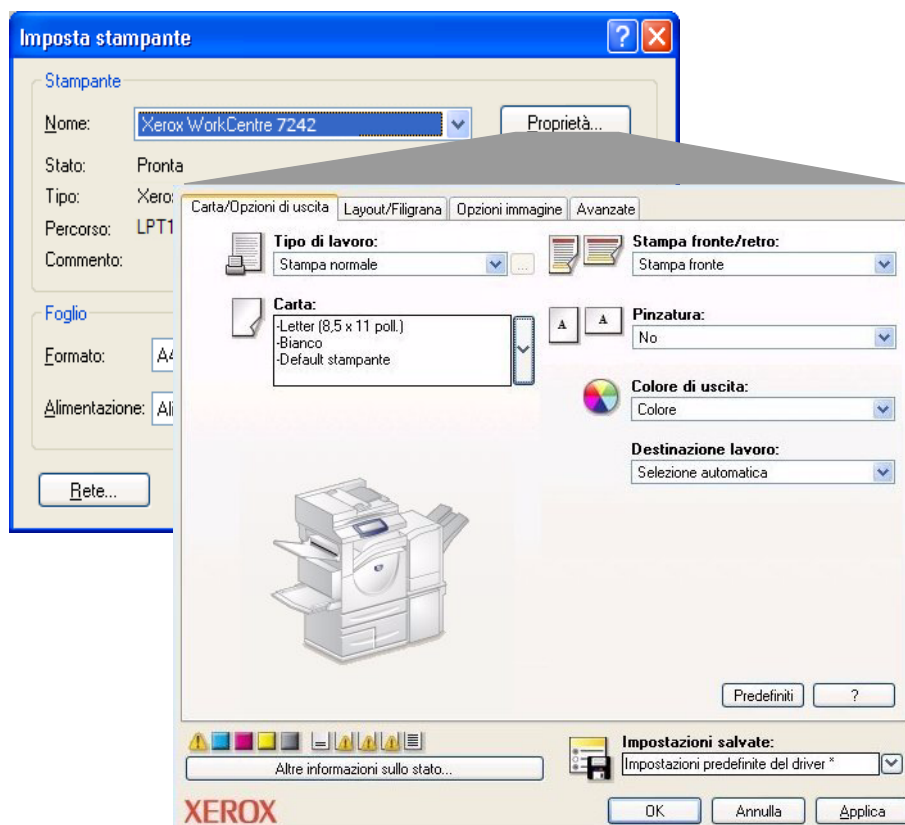 Imposta stampante
Stampante
Nome: Xerox WorkCentre 7242 Proprietà...
Stato: Pronta
Tipo: Xero
Percorso: LPT1
Commento:
Foglio
Formato: A4
Alimentazione: Ali
Rete...
Carta/Opzioni di uscita Layout/Filigrana Opzioni immagine Avanzate
Tipo di lavoro:
Stampa normale ...
Carta:
-Letter (8,5 x 11 poll.)
-Bianco
-Default stampante
Stampa fronte/retro:
Stampa fronte
A A
Pinzatura:
No
Colore di uscita:
Colore
Destinazione lavoro:
Selezione automatica
Predefiniti ?
Altre informazioni sullo stato...
Impostazioni salvate:
Impostazioni predefinite del driver *
XEROX
OK Annulla Applica